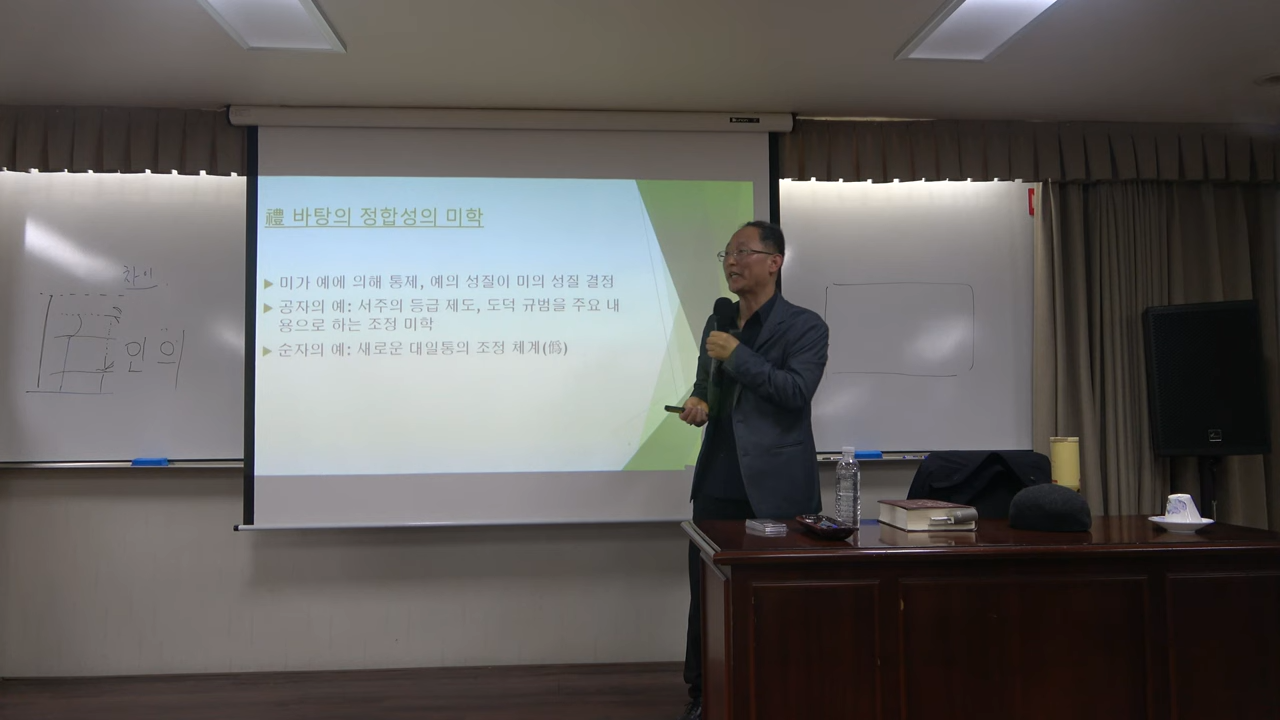 禮 바탕의 정합성의 미학
미가 예에 의해 통제, 예의 성질이 미의 성질 결정
공자의 예: 서주의 등급 제도, 도덕 규범을 주요 내
용으로 하는 조정 미학
순자의 예: 새로운 대일통의 조정 체계(僞)
인 의